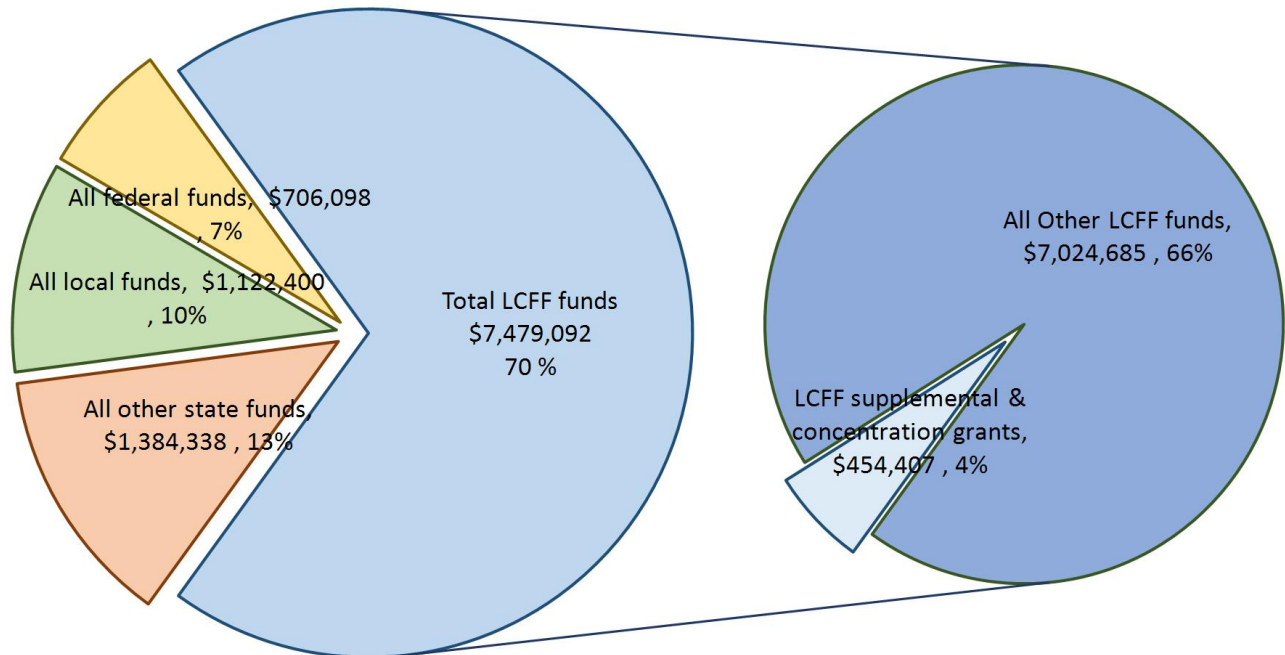 All federal funds,  $706,098
, 7%
All local funds,  $1,122,400
, 10%
All other state funds,
$1,384,338 , 13%
Total LCFF funds
$7,479,092
70 %
All Other LCFF funds,
$7,024,685 , 66%
LCFF supplemental &
concentration grants,
$454,407 , 4%